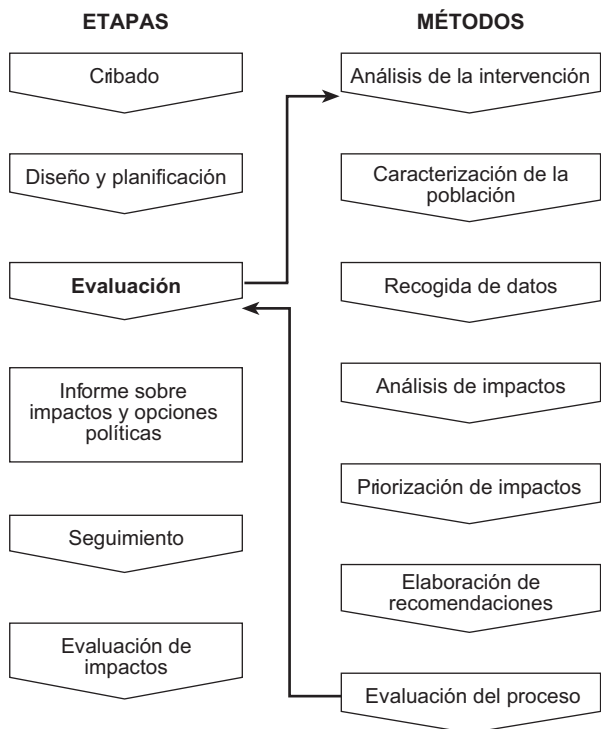 ETAPAS
Cribado
Diseño y planificación
Evaluación
Informe sobre
impactos y opciones
políticas
Seguimiento
Evaluación de
impactos
MÉTODOS
Análisis de la intervención
Caracterización de la
población
Recogida de datos
Análisis de impactos
Priorización de impactos
Elaboración de
recomendaciones
Evaluación del proceso